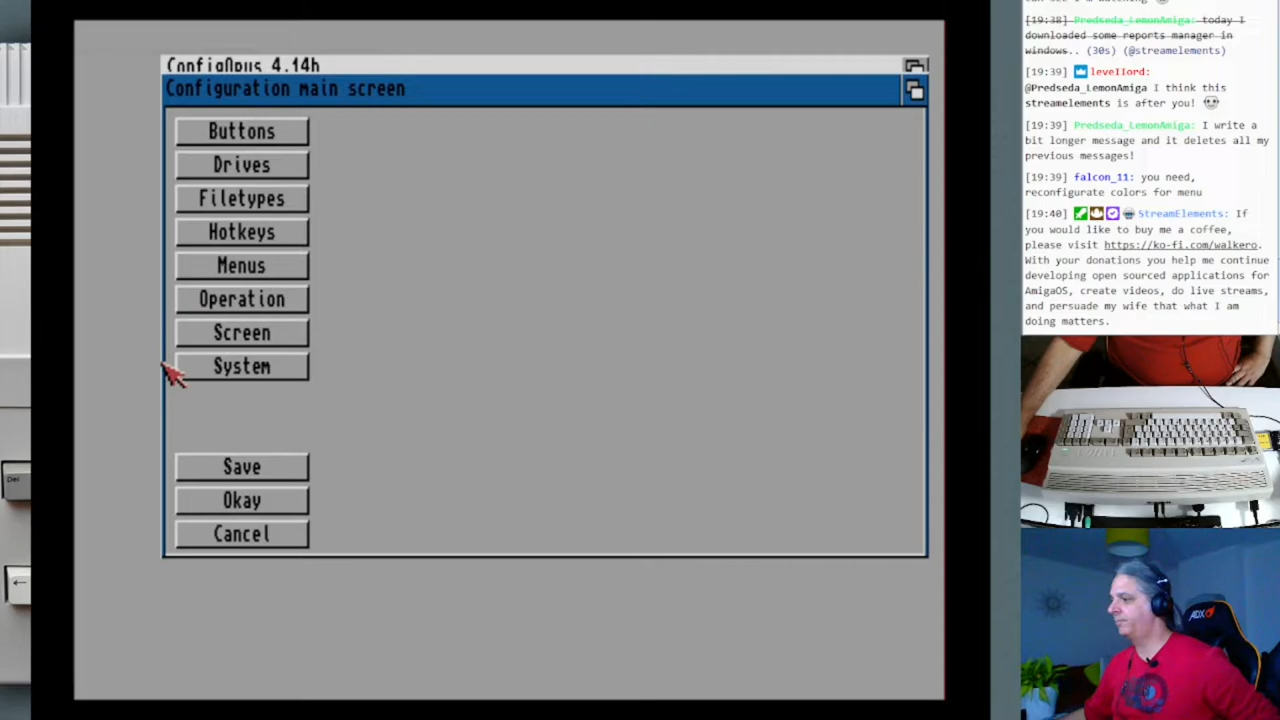 ConfigOpus 4.14h
Configuration main screen
Buttons
Drives
Filetypes
Hotkeys
Menus
Operation
Screen
System
Save
Okay
Cancel
Del
[19:38] Predseda_LemonAmiga: today I
downloaded some reports manager in
windows.. (30s) (@streamelements)
[19:39] levelIord:
@Predseda_LemonAmiga I think this
streamelements is after you!
[19:39] Predseda_LemonAmiga: I write a
bit longer message and it deletes all my
previous messages!
[19:39] falcon_11: you need,
reconfigurate colors for menu
[19:40] StreamElements: If
you would like to buy me a coffee,
please visit https://ko-fi.com/walkero.
With your donations you help me continue
developing open sourced applications for
AmigaOS, create videos, do live streams,
and persuade my wife that what I am
doing matters.
ADX